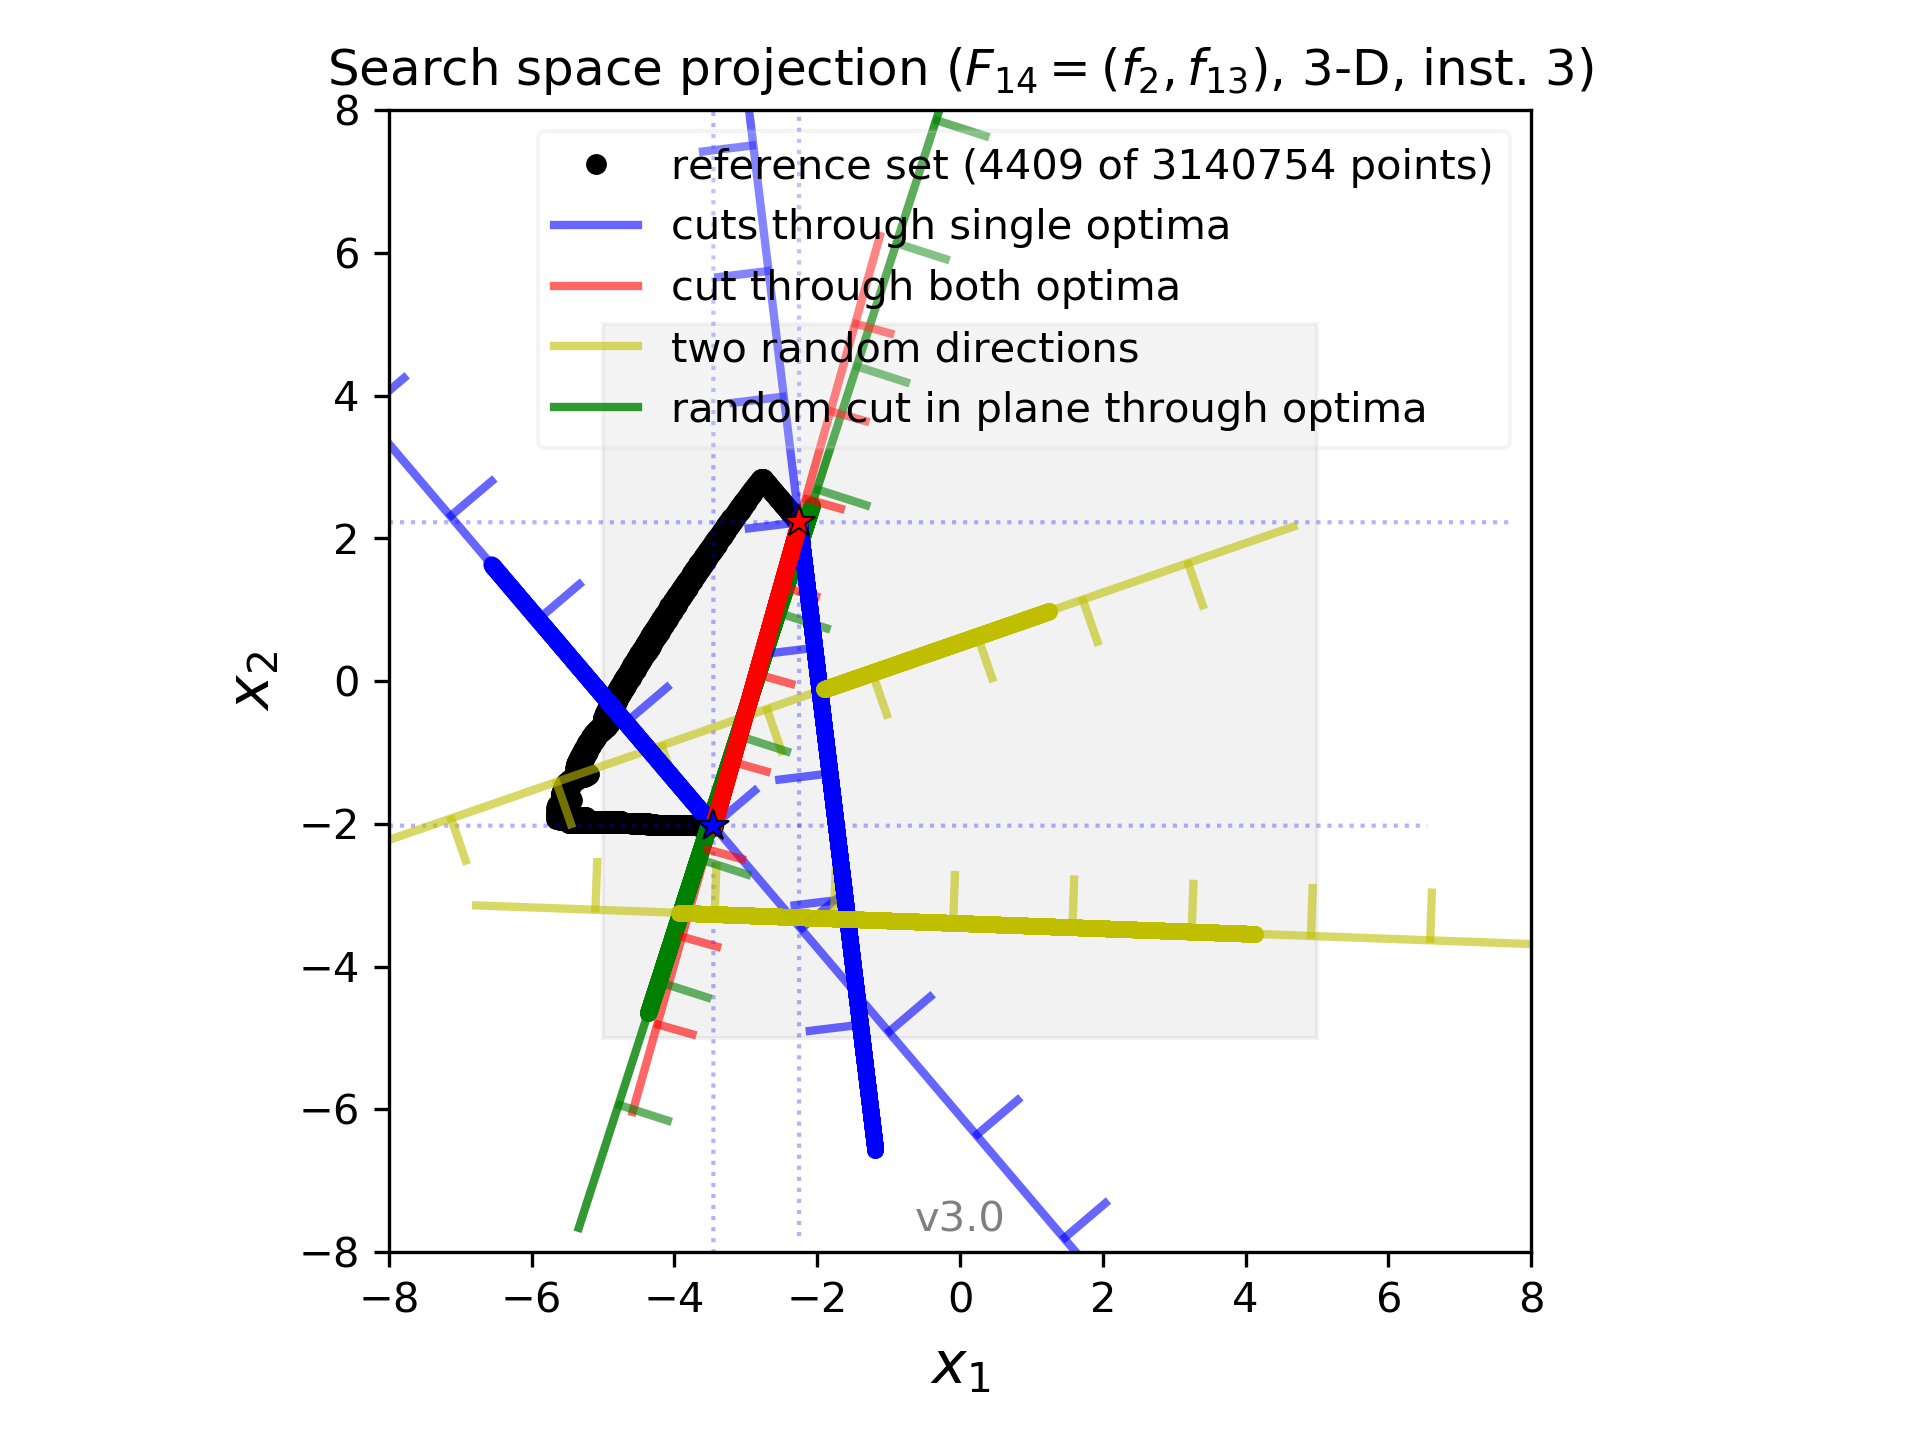 Search space projection (F₁₄ = (f₂, f₁₃), 3-D, inst. 3)
8
reference set (4409 of 3140754 points)
cuts through single optima
6
cut through both optima
two random directions
4
random cut in plane through optima
2
x₂
0
−2
−4
−6
v3.0
−8
−8 −6 −4 −2 0 2 4 6 8
x₁